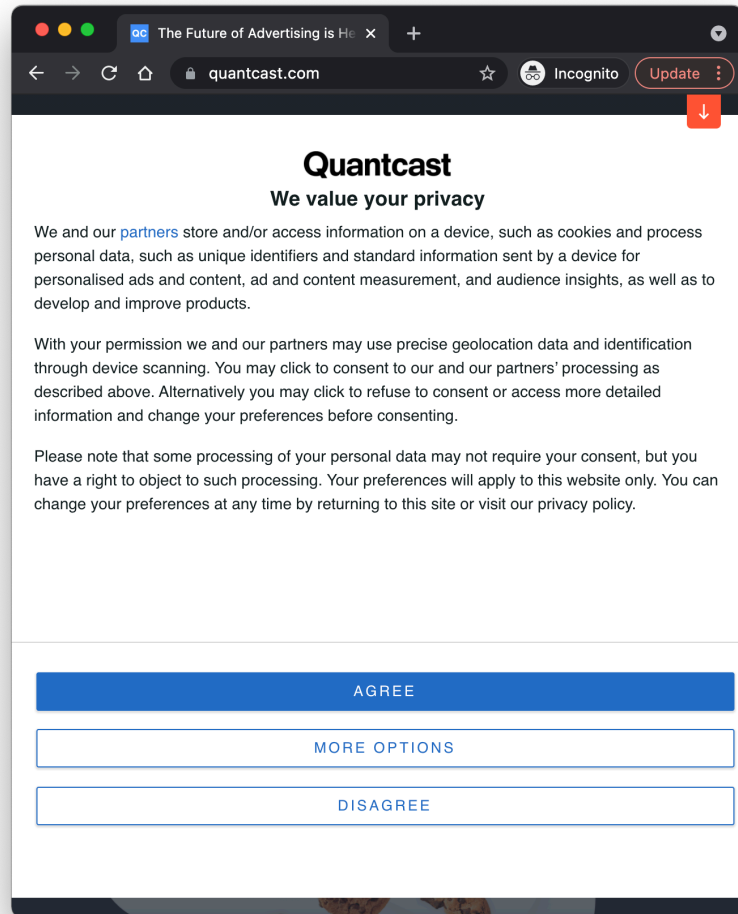 QC The Future of Advertising is He
quantcast.com Incognito Update
Quantcast
We value your privacy
We and our partners store and/or access information on a device, such as cookies and process
personal data, such as unique identifiers and standard information sent by a device for
personalised ads and content, ad and content measurement, and audience insights, as well as to
develop and improve products.
With your permission we and our partners may use precise geolocation data and identification
through device scanning. You may click to consent to our and our partners’ processing as
described above. Alternatively you may click to refuse to consent or access more detailed
information and change your preferences before consenting.
Please note that some processing of your personal data may not require your consent, but you
have a right to object to such processing. Your preferences will apply to this website only. You can
change your preferences at any time by returning to this site or visit our privacy policy.
AGREE
MORE OPTIONS
DISAGREE